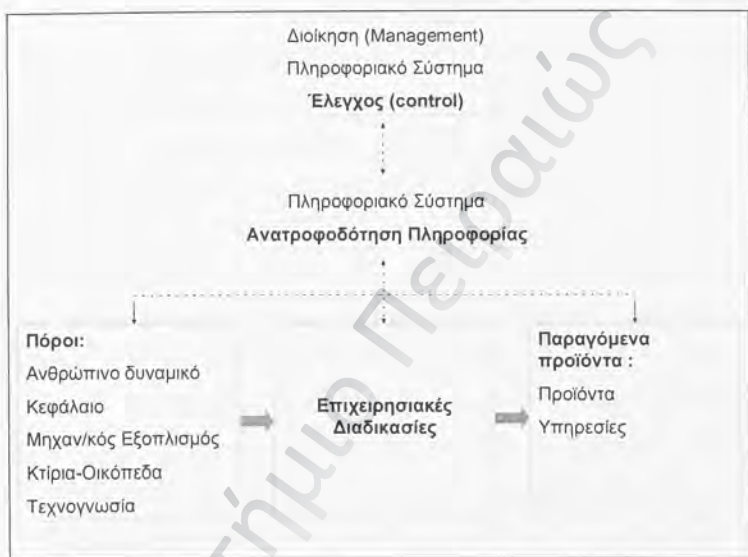 Διοίκηση (Management)
Πληροφοριακό Σύστημα
Έλεγχος (control)
Πληροφοριακό Σύστημα
Ανατροφοδότηση Πληροφορίας
Πόροι:
Ανθρώπινο δυναμικό
Κεφάλαιο
Μηχαν/κός Εξοπλισμός
Κτίρια-Οικόπεδα
Τεχνογνωσία
Επιχειρησιακές
Διαδικασίες
Παραγόμενα
προϊόντα :
Προϊόντα
Υπηρεσίες
Πειραιώς